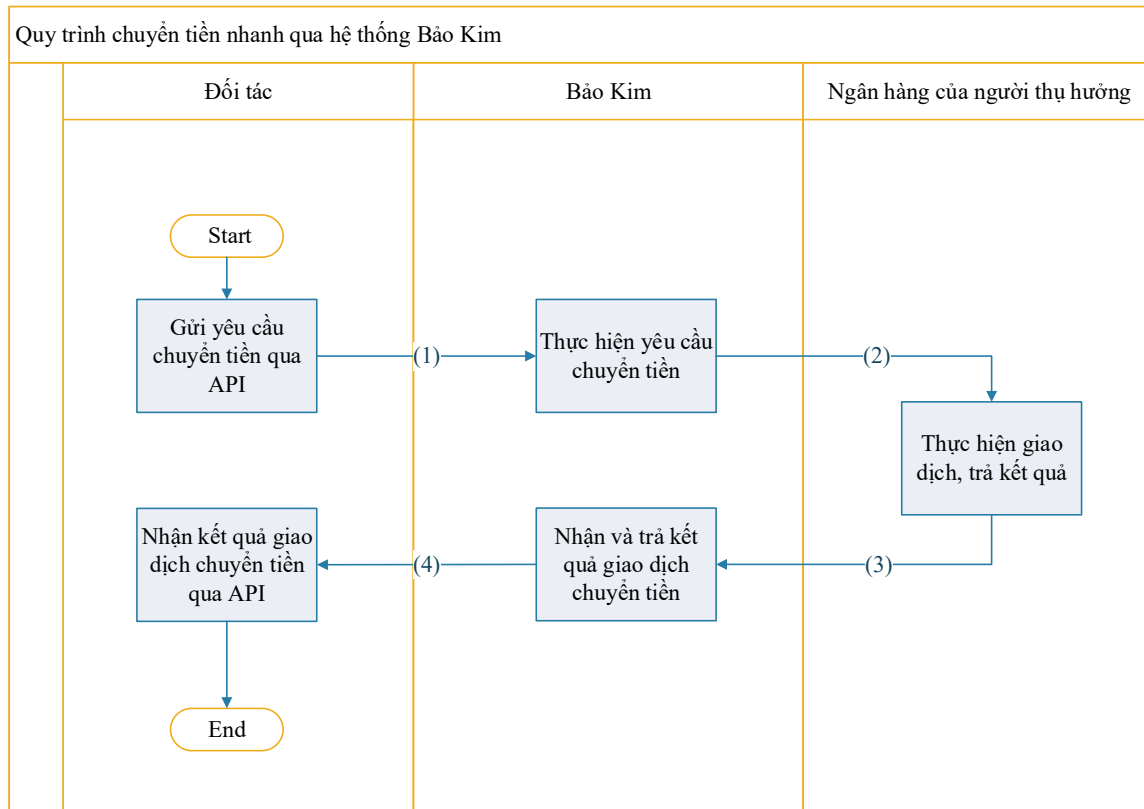 Quy trình chuyển tiền nhanh qua hệ thống Bảo Kim
Đối tác
Bảo Kim
Ngân hàng của người thụ hưởng
Start
Gửi yêu cầu
chuyển tiền qua
API
(1)
Thực hiện yêu cầu
chuyển tiền
(2)
Thực hiện giao
dịch, trả kết quả
(3)
Nhận và trả kết
quả giao dịch
chuyển tiền
(4)
Nhận kết quả giao
dịch chuyển tiền
qua API
End